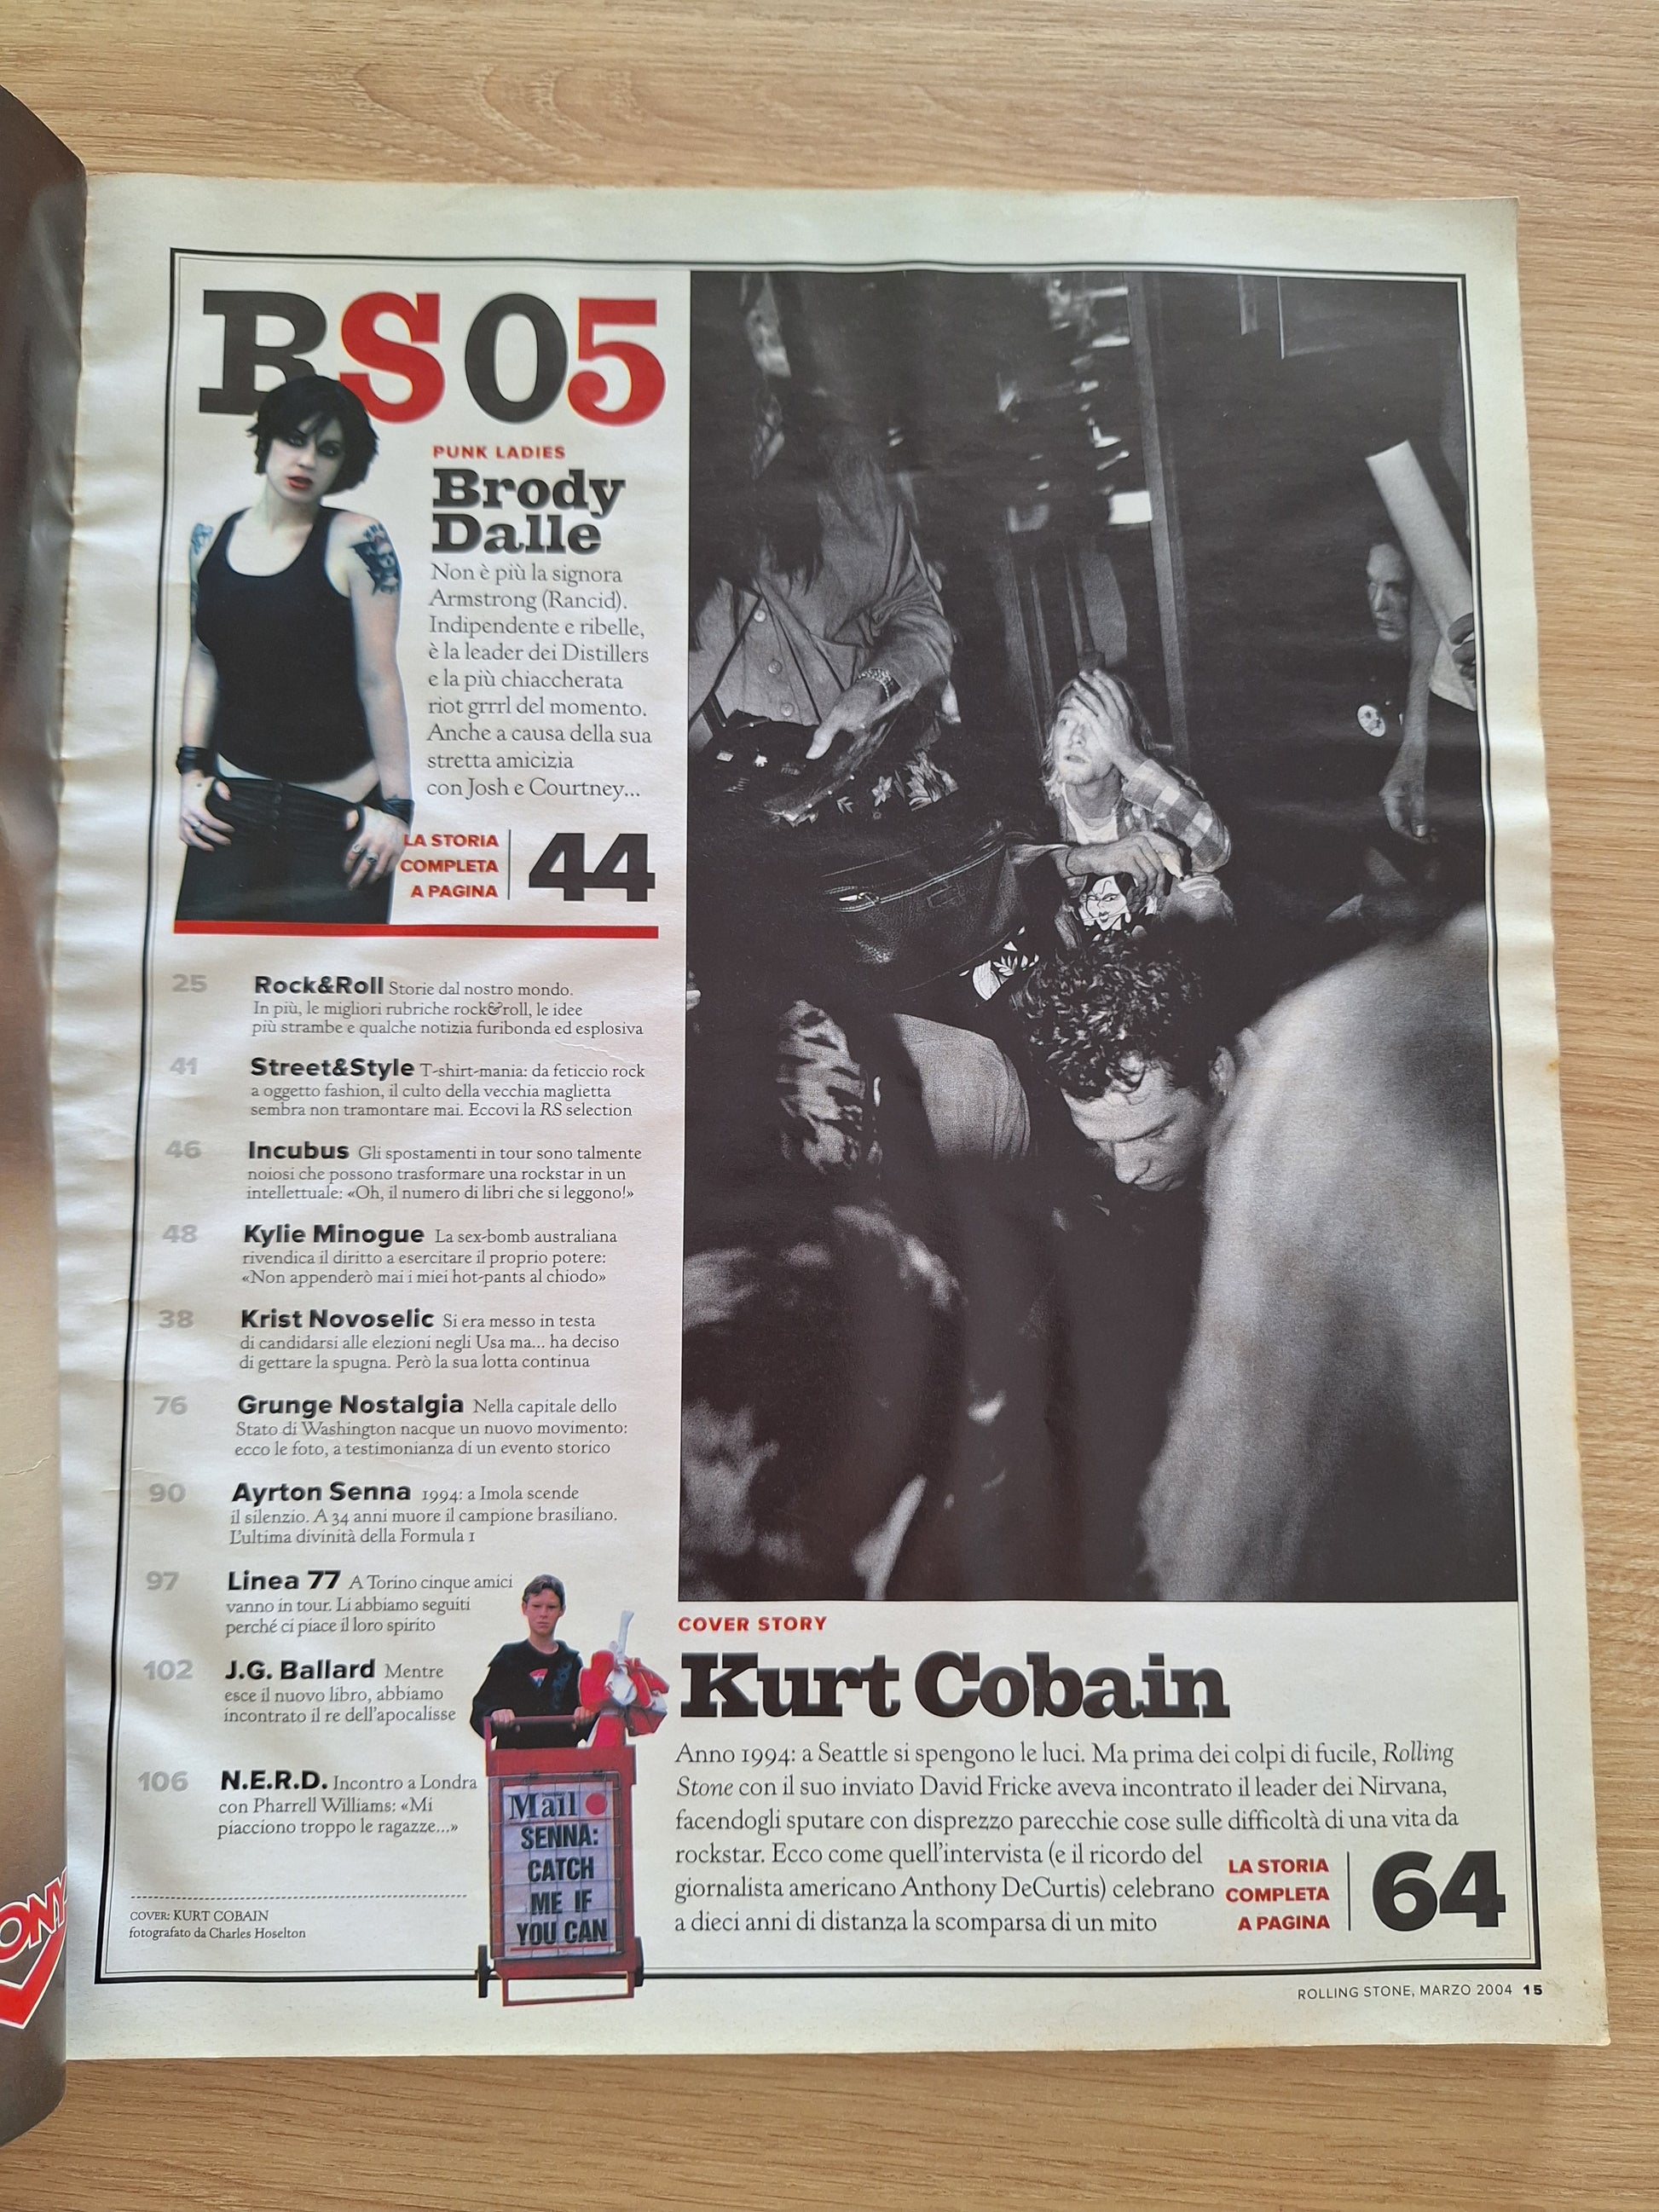 RS 05
PUNK LADIES
Brody
Dalle
Non è più la signora
Armstrong (Rancid).
Indipendente e ribelle,
è la leader dei Distillers
e la più chiaccherata
riot grrrl del momento.
Anche a causa della sua
stretta amicizia
con Josh e Courtney...
LA STORIA
COMPLETA
A PAGINA
44
25 Rock&Roll Storie dal nostro mondo.
In più, le migliori rubriche rock&roll, le idee
più strambe e qualche notizia furibonda ed esplosiva
41 Street&Style T-shirt-mania: da feticcio rock
a oggetto fashion, il culto della vecchia maglietta
sembra non tramontare mai. Eccovi la RS selection
46 Incubus Gli spostamenti in tour sono talmente
noiosi che possono trasformare una rockstar in un
intellettuale: «Oh, il numero di libri che si leggono!»
48 Kylie Minogue La sex-bomb australiana
rivendica il diritto a esercitare il proprio potere:
«Non appenderò mai i miei hot-pants al chiodo»
38 Krist Novoselic Si era messo in testa
di candidarsi alle elezioni negli Usa ma... ha deciso
di gettare la spugna. Però la sua lotta continua
76 Grunge Nostalgia Nella capitale dello
Stato di Washington nacque un nuovo movimento:
ecco le foto, a testimonianza di un evento storico
90 Ayrton Senna 1994: a Imola scende
il silenzio. A 34 anni muore il campione brasiliano.
L'ultima divinità della Formula 1
97 Linea 77 A Torino cinque amici
vanno in tour. Li abbiamo seguiti
perché ci piace il loro spirito
102 J.G. Ballard Mentre
esce il nuovo libro, abbiamo
incontrato il re dell'apocalisse
106 N.E.R.D. Incontro a Londra
con Pharrell Williams: «Mi
piacciono troppo le ragazze...»
Mail
SENNA:
CATCH
ME IF
YOU CAN
COVER: KURT COBAIN
fotografato da Charles Hoselton
COVER STORY
Kurt Cobain
Anno 1994: a Seattle si spengono le luci. Ma prima dei colpi di fucile, Rolling
Stone con il suo inviato David Fricke aveva incontrato il leader dei Nirvana,
facendogli sputare con disprezzo parecchie cose sulle difficoltà di una vita da
rockstar. Ecco come quell'intervista (e il ricordo del
giornalista americano Anthony DeCurtis) celebrano
a dieci anni di distanza la scomparsa di un mito
LA STORIA
COMPLETA
A PAGINA
64
ROLLING STONE, MARZO 2004 15